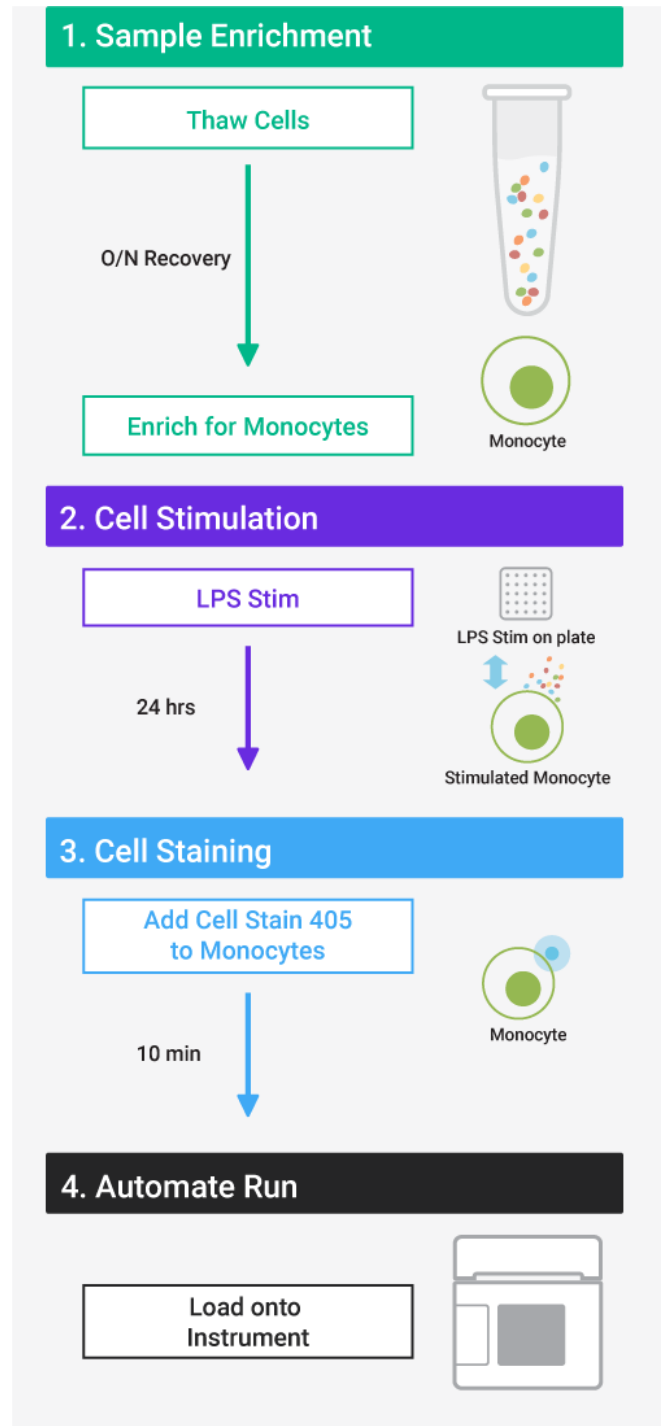 1. Sample Enrichment
Thaw Cells
O/N Recovery
Enrich for Monocytes
Monocyte
2. Cell Stimulation
LPS Stim
LPS Stim on plate
24 hrs
Stimulated Monocyte
3. Cell Staining
Add Cell Stain 405
to Monocytes
Monocyte
10 min
4. Automate Run
Load onto
Instrument